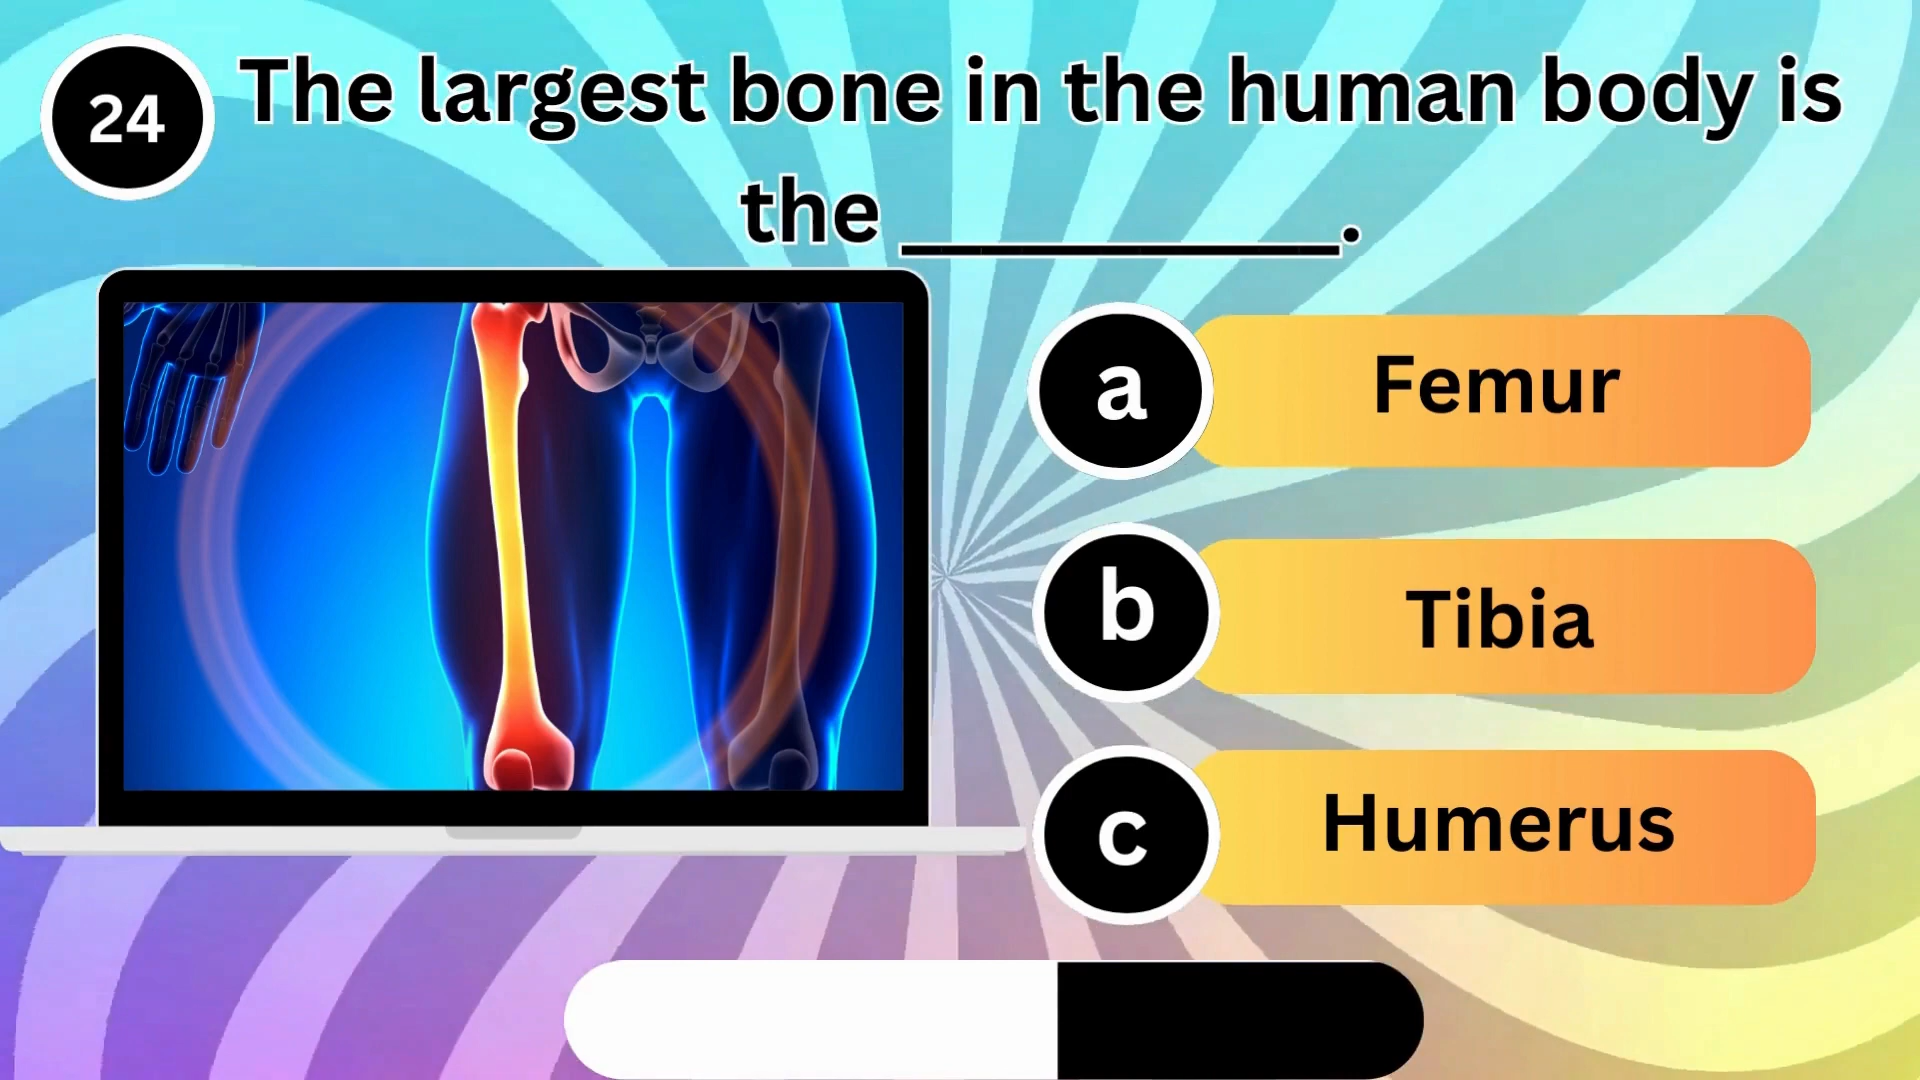 24
The largest bone in the human body is
the ___________.
a
Femur
b
Tibia
c
Humerus